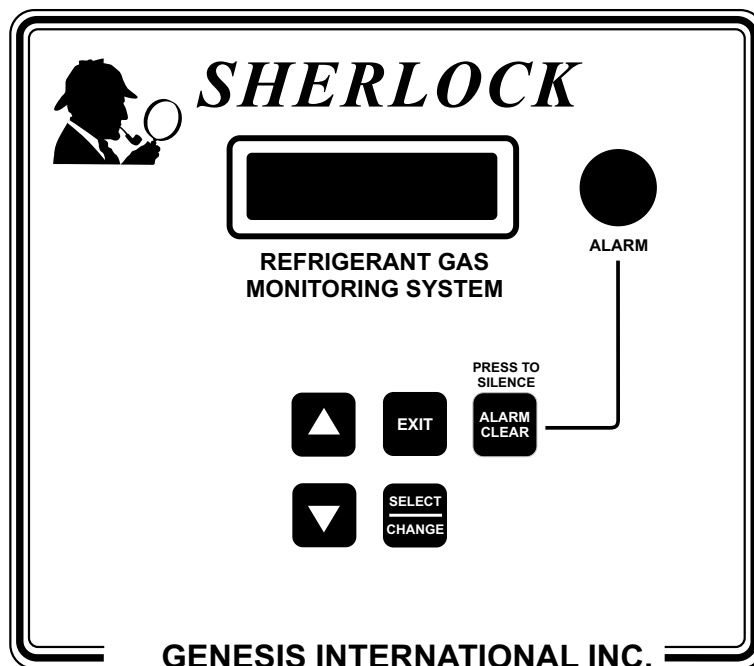 SHERLOCK
ALARM
REFRIGERANT GAS
MONITORING SYSTEM
PRESS TO
SILENCE
EXIT
ALARM
CLEAR
SELECT
CHANGE
GENESIS INTERNATIONAL INC.